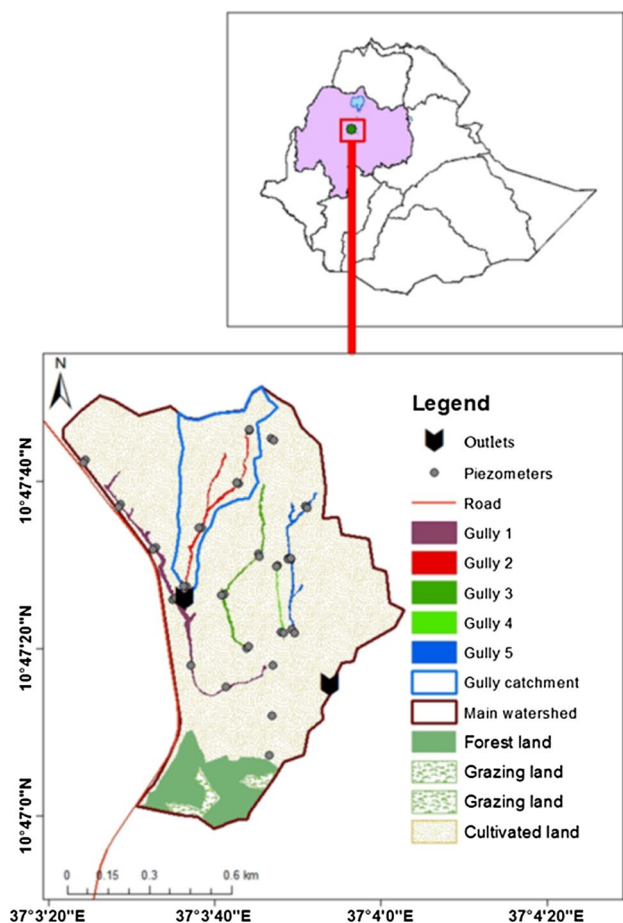 N
Legend
Outlets
Piezometers
Road
Gully 1
Gully 2
Gully 3
Gully 4
Gully 5
Gully catchment
Main watershed
Forest land
Grazing land
Grazing land
Cultivated land
10°47'40"N
10°47'20"N
10°47'0"N
0 0.15 0.3 0.6 km
37°3'20"E 37°3'40"E 37°4'0"E 37°4'20"E